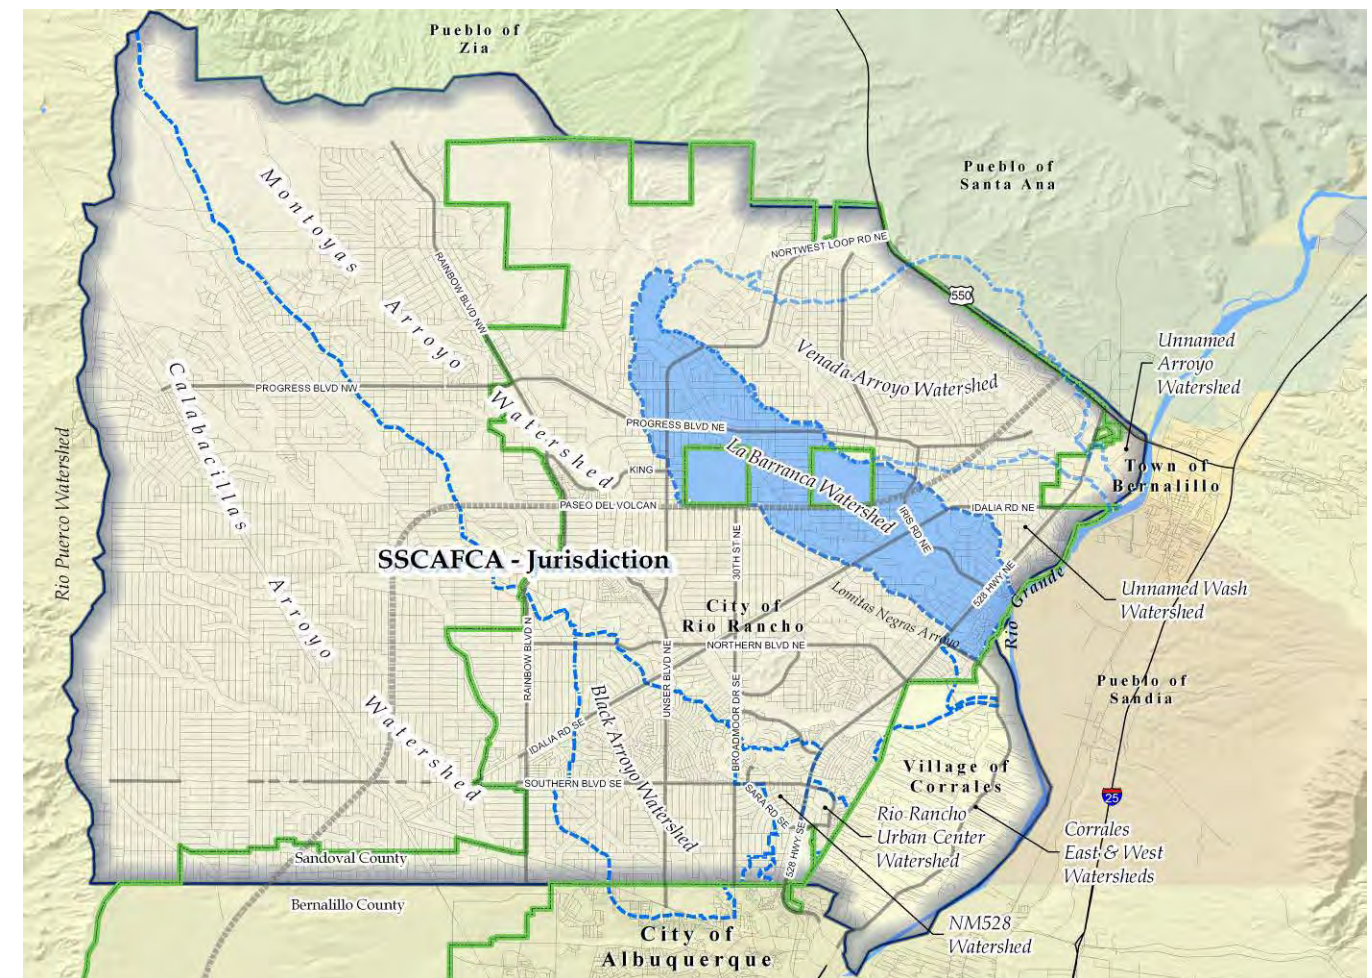 Pueblo of
Zia
Pueblo of
Santa Ana
Montoyas
Arroyo
Watershed
NORTWEST LOOP RD NE
RAINBOW BLVD NW
550
Unnamed
Arroyo
Watershed
Venada Arroyo Watershed
Calabacillas
Arroyo
Watershed
PROGRESS BLVD NW
PROGRESS BLVD NE
La Barranca Watershed
KING
Town of
Bernalillo
Rio Puerco Watershed
PASEO DEL VOLCAN
IRIS RD NE
IDALIA RD NE
30TH ST NE
SSCAFCA - Jurisdiction
528 HWY NE
Rio Grande
Unnamed Wash
Watershed
Lomitas Negras Arroyo
City of
Rio Rancho
NORTHERN BLVD NE
RAINBOW BLVD N
UNSER BLVD NE
BROADMOOR DR SE
Pueblo of
Sandia
Black Arroyo Watershed
IDALIA RD SE
SOUTHERN BLVD SE
SARA RD SE
528 HWY SE
Village of
Corrales
25
Rio Rancho
Urban Center
Watershed
Corrales
East & West
Watersheds
Sandoval County
Bernalillo County
NM528
Watershed
City of
Albuquerque